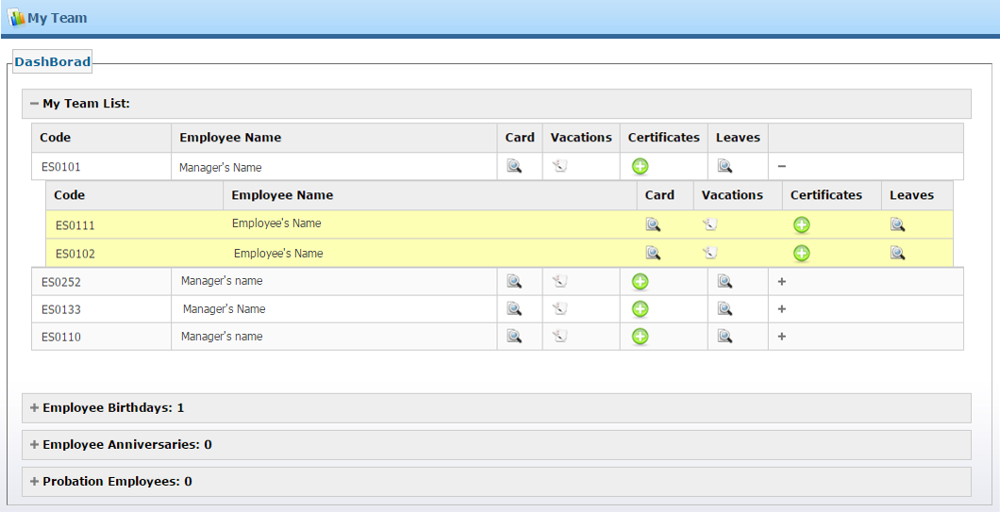 My Team
DashBorad
My Team List:
Code Employee Name Card Vacations Certificates Leaves
ES0101 Manager's Name
Code Employee Name Card Vacations Certificates Leaves
ES0111 Employee's Name
ES0102 Employee's Name
ES0252 Manager's name
ES0133 Manager's Name
ES0110 Manager's name
Employee Birthdays: 1
Employee Anniversaries: 0
Probation Employees: 0